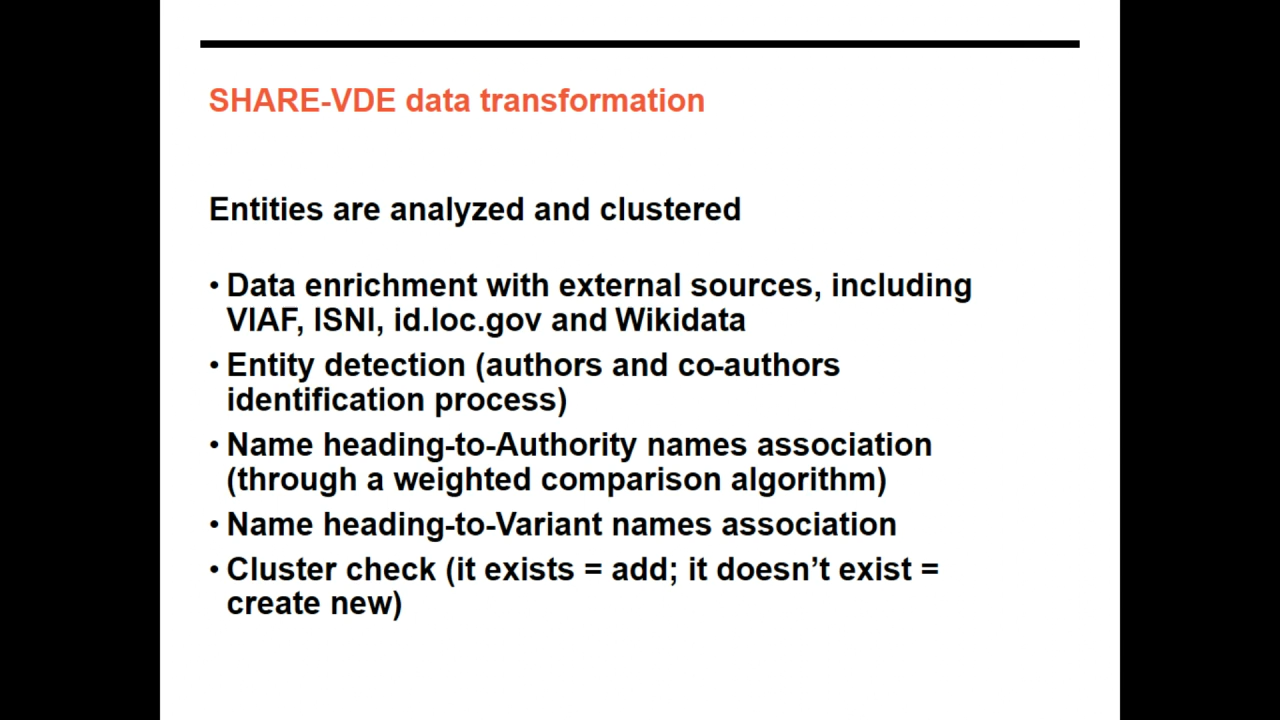 SHARE-VDE data transformation
Entities are analyzed and clustered
• Data enrichment with external sources, including
VIAF, ISNI, id.loc.gov and Wikidata
• Entity detection (authors and co-authors
identification process)
• Name heading-to-Authority names association
(through a weighted comparison algorithm)
• Name heading-to-Variant names association
• Cluster check (it exists = add; it doesn’t exist =
create new)